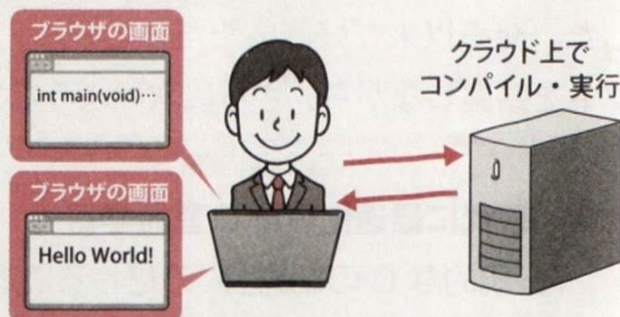 ブラウザの画面
int main(void)…
ブラウザの画面
Hello World!
クラウド上で
コンパイル・実行